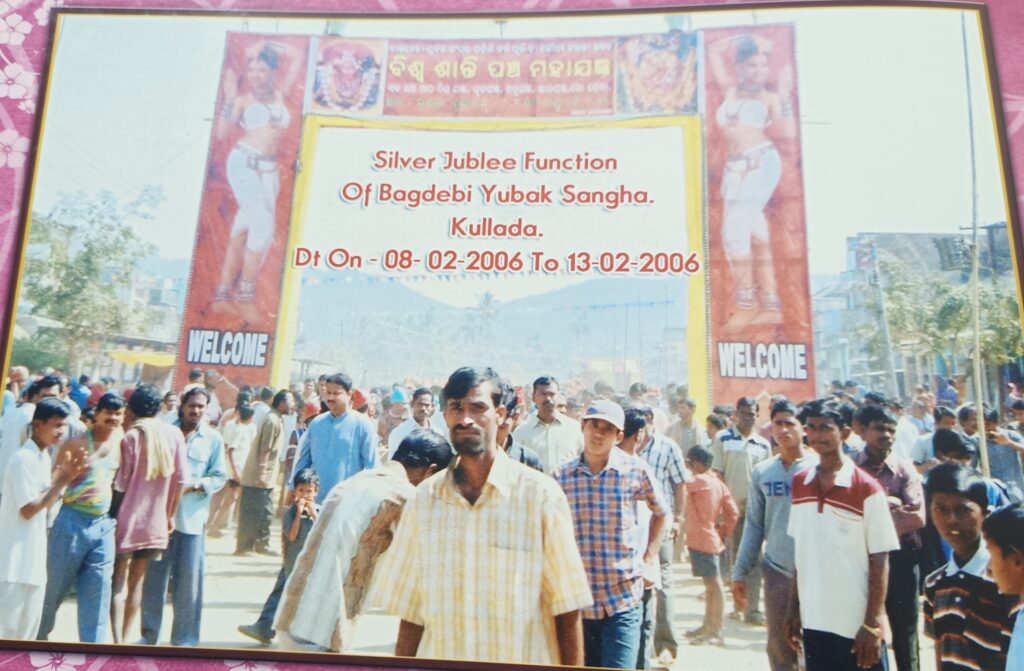 ବିଶ୍ୱ ଶାନ୍ତି ପଞ୍ଚ ମହାଯଜ୍ଞ
Silver Jublee Function
Of Bagdebi Yubak Sangha.
Kullada.
Dt On - 08- 02-2006 To 13-02-2006
WELCOME
WELCOME